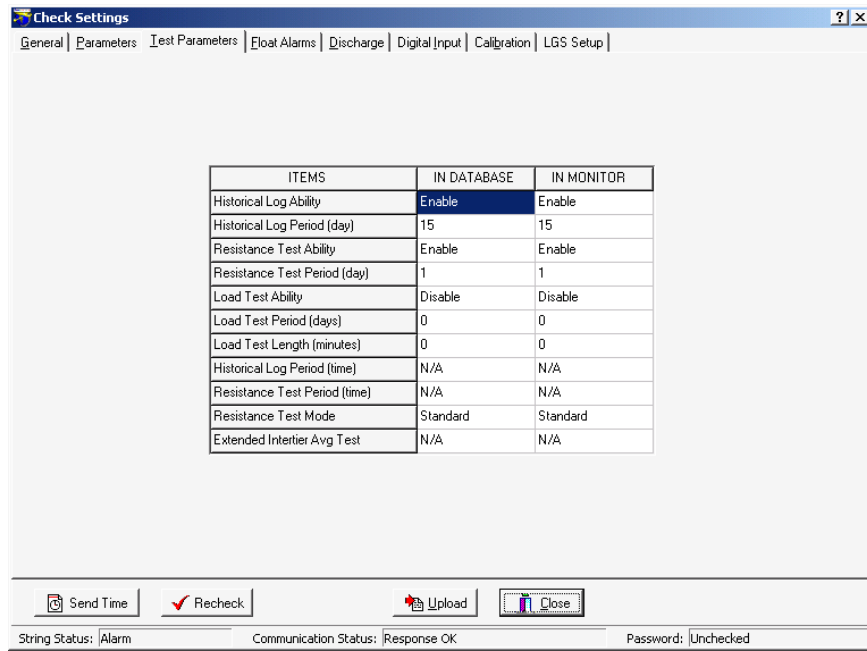 Check Settings
General Parameters Test Parameters Float Alarms Discharge Digital Input Calibration LGS Setup
ITEMS IN DATABASE IN MONITOR
Historical Log Ability Enable Enable
Historical Log Period (day) 15 15
Resistance Test Ability Enable Enable
Resistance Test Period (day) 1 1
Load Test Ability Disable Disable
Load Test Period (days) 0 0
Load Test Length (minutes) 0 0
Historical Log Period (time) N/A N/A
Resistance Test Period (time) N/A N/A
Resistance Test Mode Standard Standard
Extended Intertier Avg Test N/A N/A
Send Time Recheck Upload Close
String Status: Alarm Communication Status: Response OK Password: Unchecked